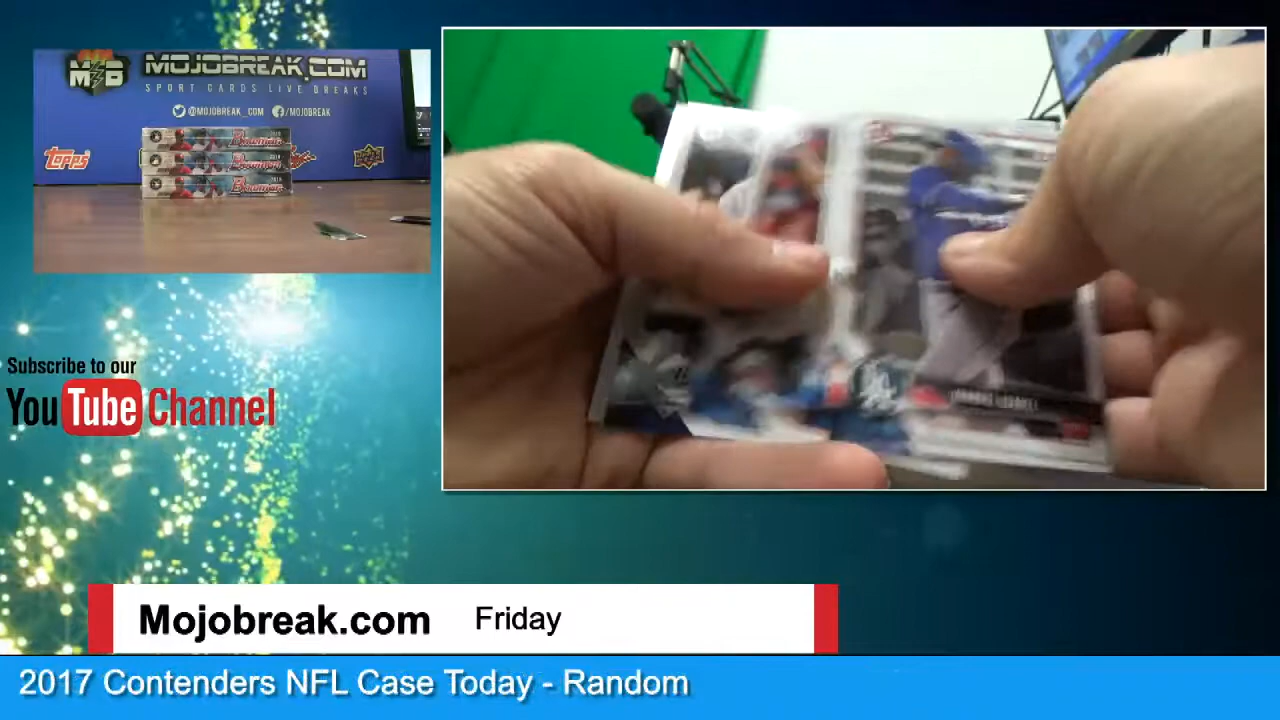 MB
MOJOBREAK.COM
SPORT CARDS LIVE BREAKS
@MOJOBREAK_COM /MOJOBREAK
TOPPS
Bowman
Bowman
Bowman
Subscribe to our
YouTube Channel
Mojobreak.com Friday
2017 Contenders NFL Case Today - Random